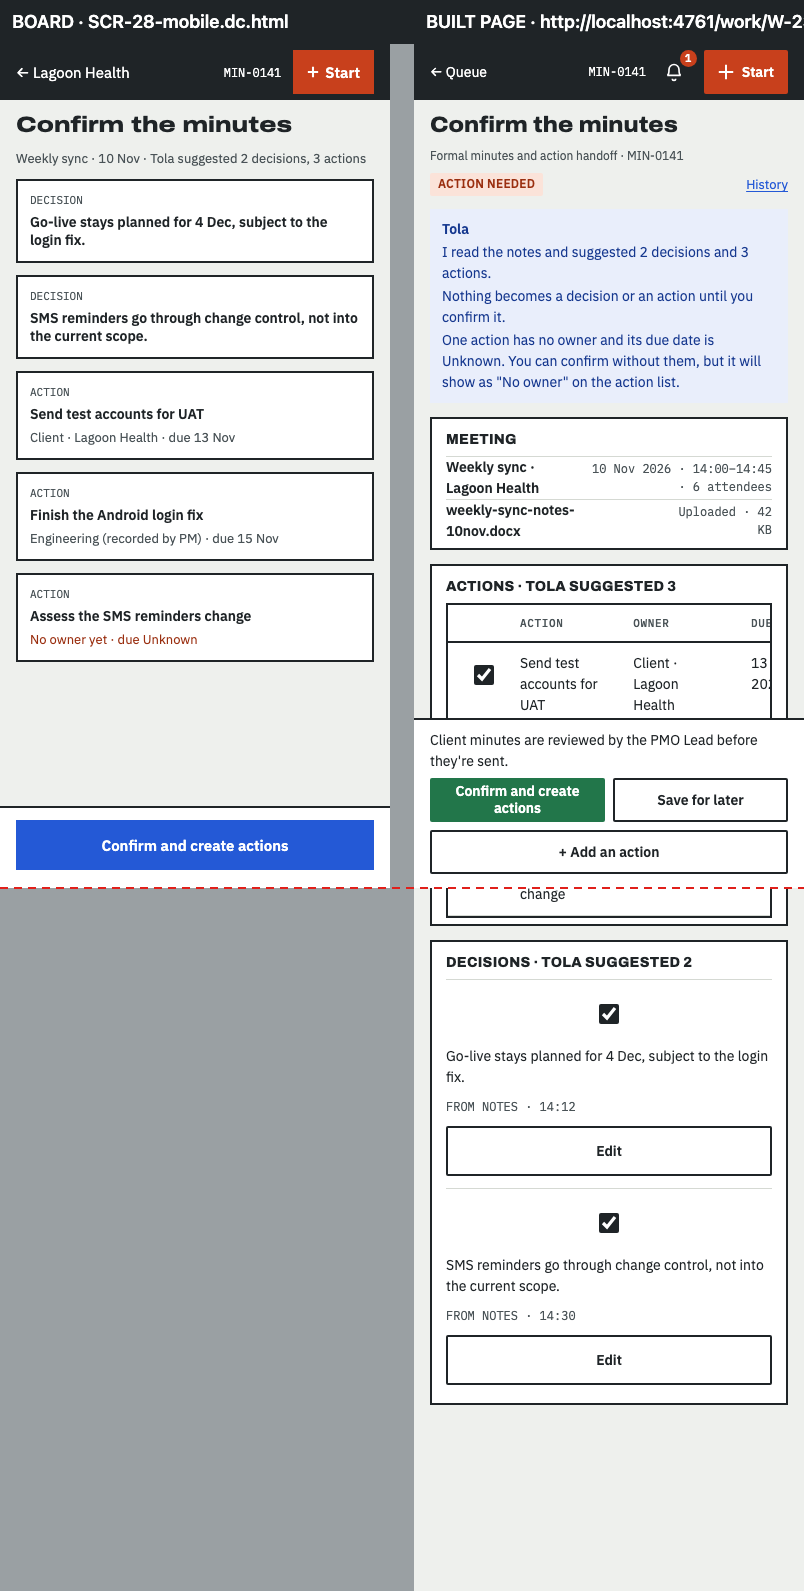 BOARD · SCR-28-mobile.dc.html
← Lagoon Health
MIN-0141
+ Start
Confirm the minutes
Weekly sync · 10 Nov · Tola suggested 2 decisions, 3 actions
DECISION
Go-live stays planned for 4 Dec, subject to the
login fix.
DECISION
SMS reminders go through change control, not into
the current scope.
ACTION
Send test accounts for UAT
Client · Lagoon Health · due 13 Nov
ACTION
Finish the Android login fix
Engineering (recorded by PM) · due 15 Nov
ACTION
Assess the SMS reminders change
No owner yet · due Unknown
Confirm and create actions
BUILT PAGE · http://localhost:4761/work/W-2
← Queue
MIN-0141
1
+ Start
Confirm the minutes
Formal minutes and action handoff · MIN-0141
ACTION NEEDED
History
Tola
I read the notes and suggested 2 decisions and 3
actions.
Nothing becomes a decision or an action until you
confirm it.
One action has no owner and its due date is
Unknown. You can confirm without them, but it will
show as "No owner" on the action list.
MEETING
Weekly sync ·
Lagoon Health
10 Nov 2026 · 14:00–14:45
· 6 attendees
weekly-sync-notes-
10nov.docx
Uploaded · 42
KB
ACTIONS · TOLA SUGGESTED 3
ACTION
OWNER
DUE
Send test
accounts for
UAT
Client ·
Lagoon
Health
13
Client minutes are reviewed by the PMO Lead before
they're sent.
Confirm and create
actions
Save for later
+ Add an action
change
DECISIONS · TOLA SUGGESTED 2
Go-live stays planned for 4 Dec, subject to the login
fix.
FROM NOTES · 14:12
Edit
SMS reminders go through change control, not into
the current scope.
FROM NOTES · 14:30
Edit